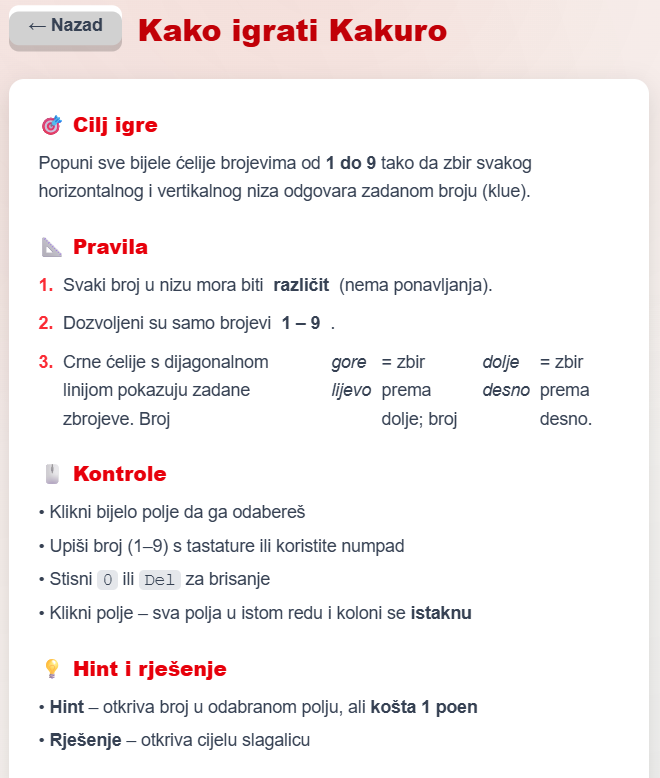 ← Nazad
Kako igrati Kakuro
Cilj igre
Popuni sve bijele ćelije brojevima od 1 do 9 tako da zbir svakog
horizontalnog i vertikalnog niza odgovara zadanom broju (klue).
Pravila
1. Svaki broj u nizu mora biti različit (nema ponavljanja).
2. Dozvoljeni su samo brojevi 1 – 9 .
3. Crne ćelije s dijagonalnom gore = zbir dolje = zbir
linijom pokazuju zadane lijevo prema desno prema
zbrojeve. Broj dolje; broj desno.
Kontrole
• Klikni bijelo polje da ga odabereš
• Upiši broj (1–9) s tastature ili koristite numpad
• Stisni 0 ili Del za brisanje
• Klikni polje – sva polja u istom redu i koloni se istaknu
Hint i rješenje
• Hint – otkriva broj u odabranom polju, ali košta 1 poen
• Rješenje – otkriva cijelu slagalicu